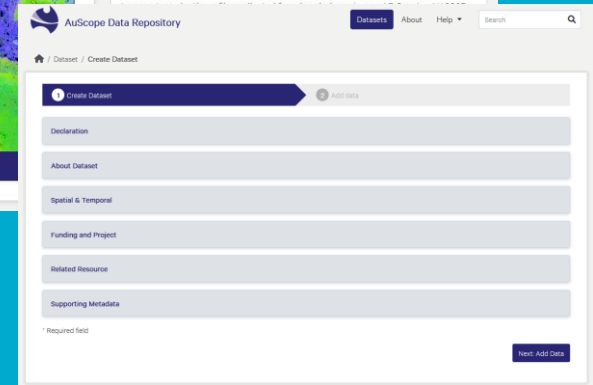 AuScope Data Repository
Datasets About Help Search
/ Dataset / Create Dataset
1 Create Dataset 2 Add data
Declaration
About Dataset
Spatial & Temporal
Funding and Project
Related Resource
Supporting Metadata
* Required field
Next: Add Data